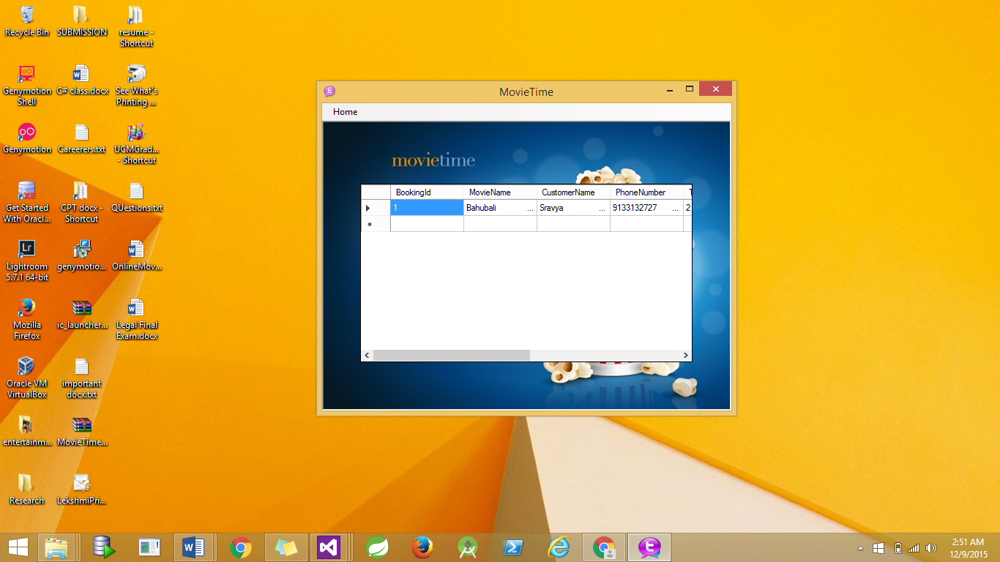 Recycle Bin
SUBMISSION
resume -
Shortcut
Genymotion
Shell
C# class.docx
See What's
Printing ...
Genymotion
Careerers.txt
UCMGrad...
- Shortcut
Get Started
With Oracl...
CPT docx -
Shortcut
QUestions.txt
Lightroom
5.7.1 64-bit
genymotio...
OnlineMov...
Mozilla
Firefox
ic_launcher...
Legal Final
Exam.docx
Oracle VM
VirtualBox
important
docx.txt
entertainm...
MovieTime...
Research
LekshmiPri...
MovieTime
Home
movietime
BookingId MovieName CustomerName PhoneNumber T
1 Bahubali ... Sravya ... 9133132727 ... 2
2:51 AM
12/9/2015